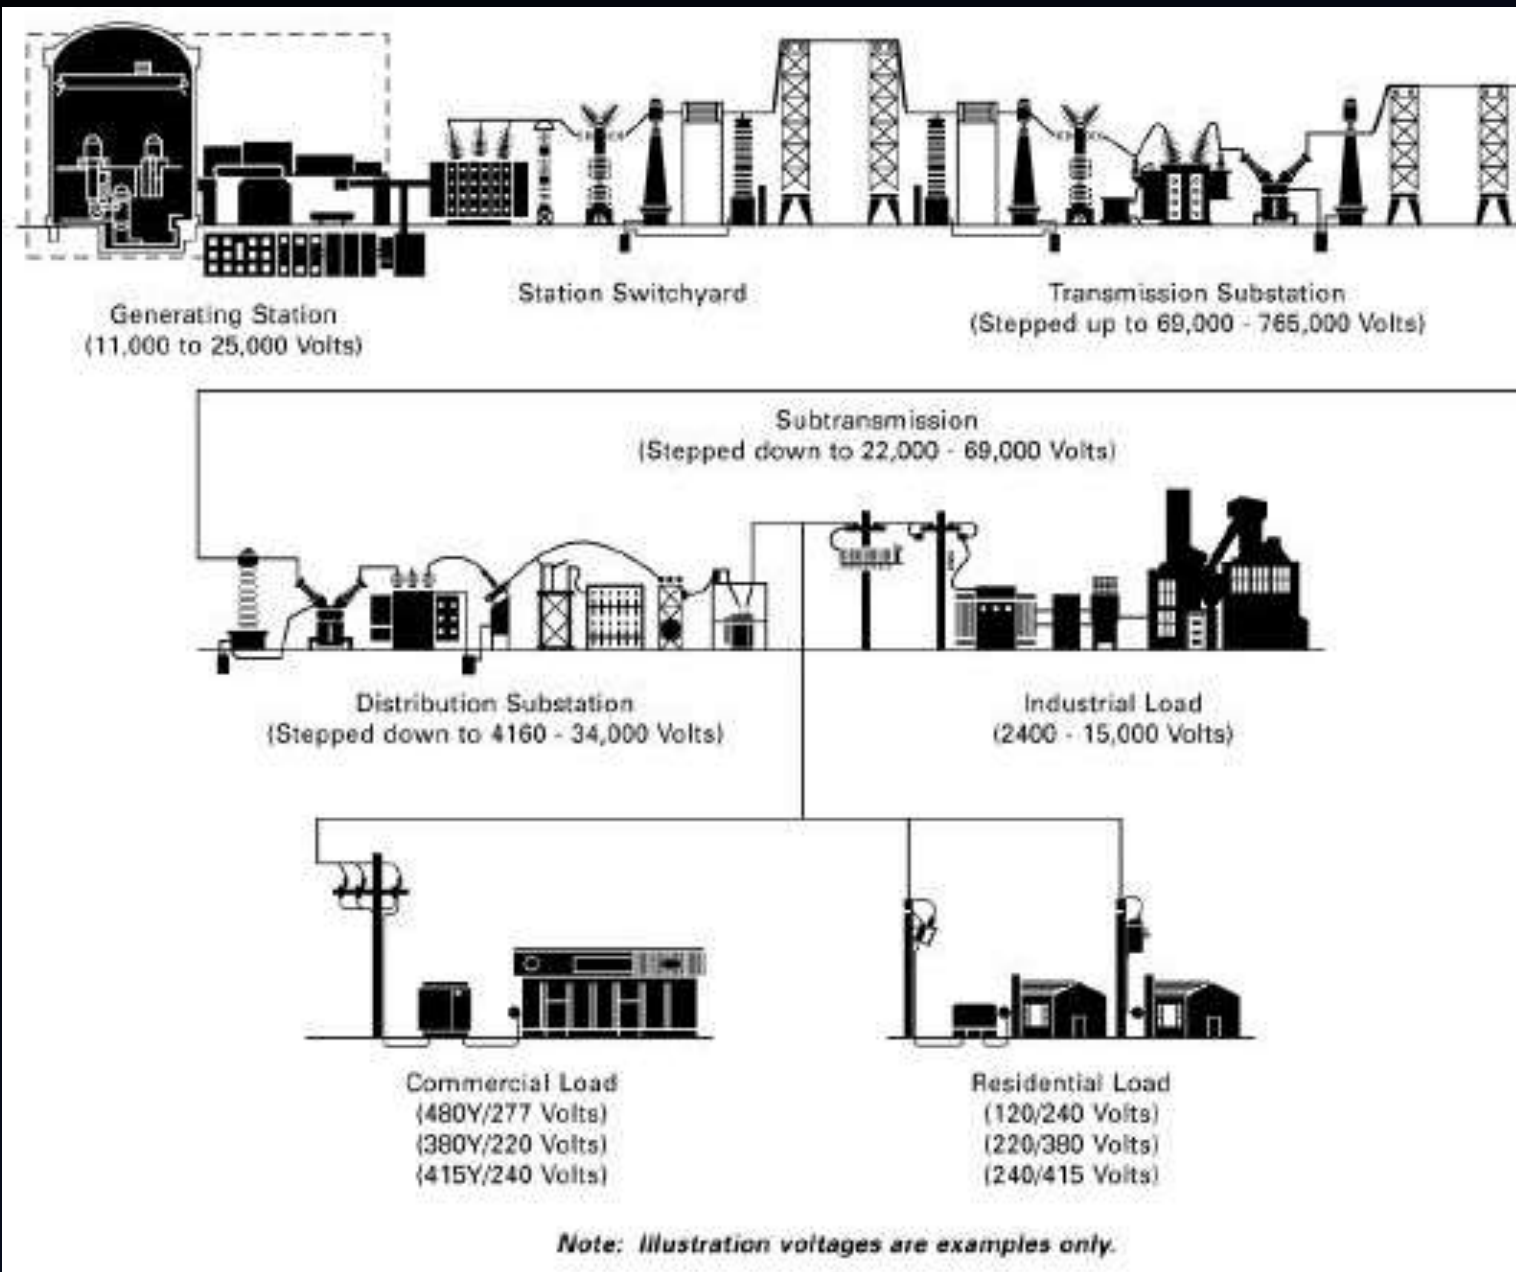 Generating Station
(11,000 to 25,000 Volts)
Station Switchyard
Transmission Substation
(Stepped up to 69,000 - 765,000 Volts)
Subtransmission
(Stepped down to 22,000 - 69,000 Volts)
Distribution Substation
(Stepped down to 4160 - 34,000 Volts)
Industrial Load
(2400 - 15,000 Volts)
Commercial Load
(480Y/277 Volts)
(380Y/220 Volts)
(415Y/240 Volts)
Residential Load
(120/240 Volts)
(220/380 Volts)
(240/415 Volts)
Note: Illustration voltages are examples only.